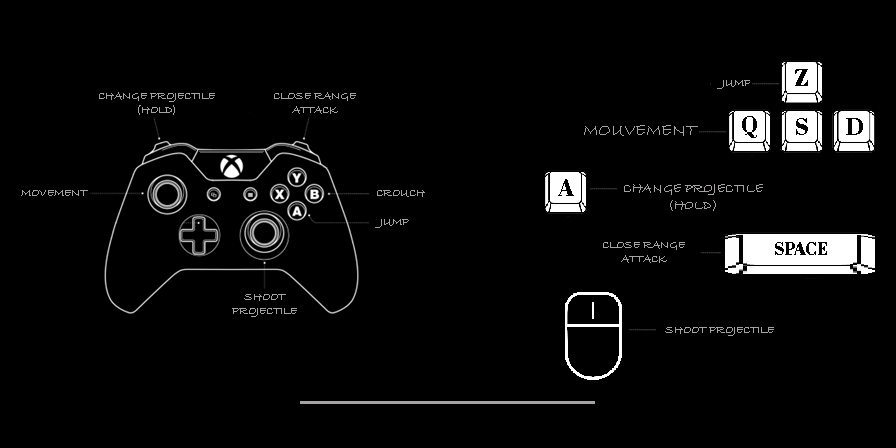 CHANGE PROJECTILE
(HOLD)
CLOSE RANGE
ATTACK
MOVEMENT
Y
X
B
A
CROUCH
JUMP
SHOOT
PROJECTILE
JUMP
Z
MOUVEMENT
Q
S
D
A
CHANGE PROJECTILE
(HOLD)
CLOSE RANGE
ATTACK
SPACE
SHOOT PROJECTILE